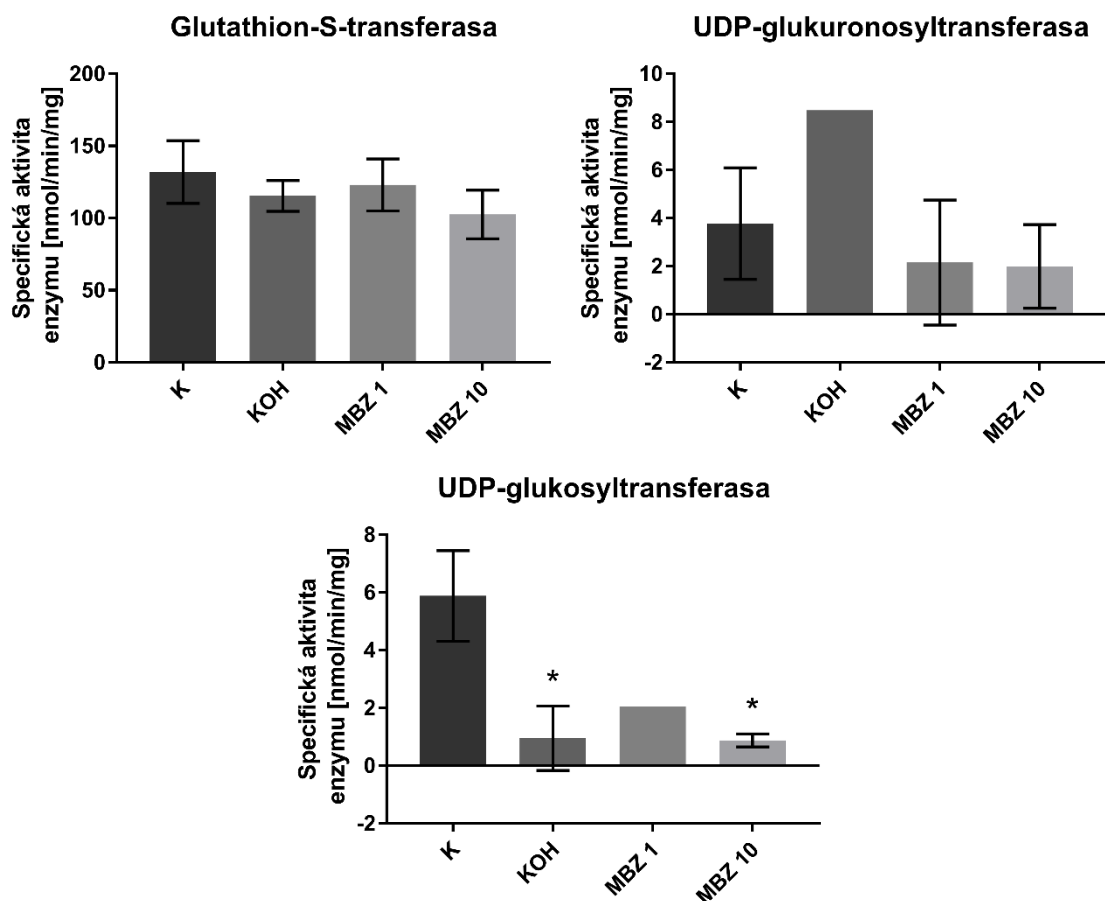 Glutathion-S-transferasa
Specifická aktivita
enzymu [nmol/min/mg]
200
150
100
50
0
K
KOH
MBZ 1
MBZ 10
UDP-glukuronosyltransferasa
Specifická aktivita
enzymu [nmol/min/mg]
10
8
6
4
2
0
-2
K
KOH
MBZ 1
MBZ 10
UDP-glukosyltransferasa
Specifická aktivita
enzymu [nmol/min/mg]
8
6
4
2
0
-2
*
*
K
KOH
MBZ 1
MBZ 10